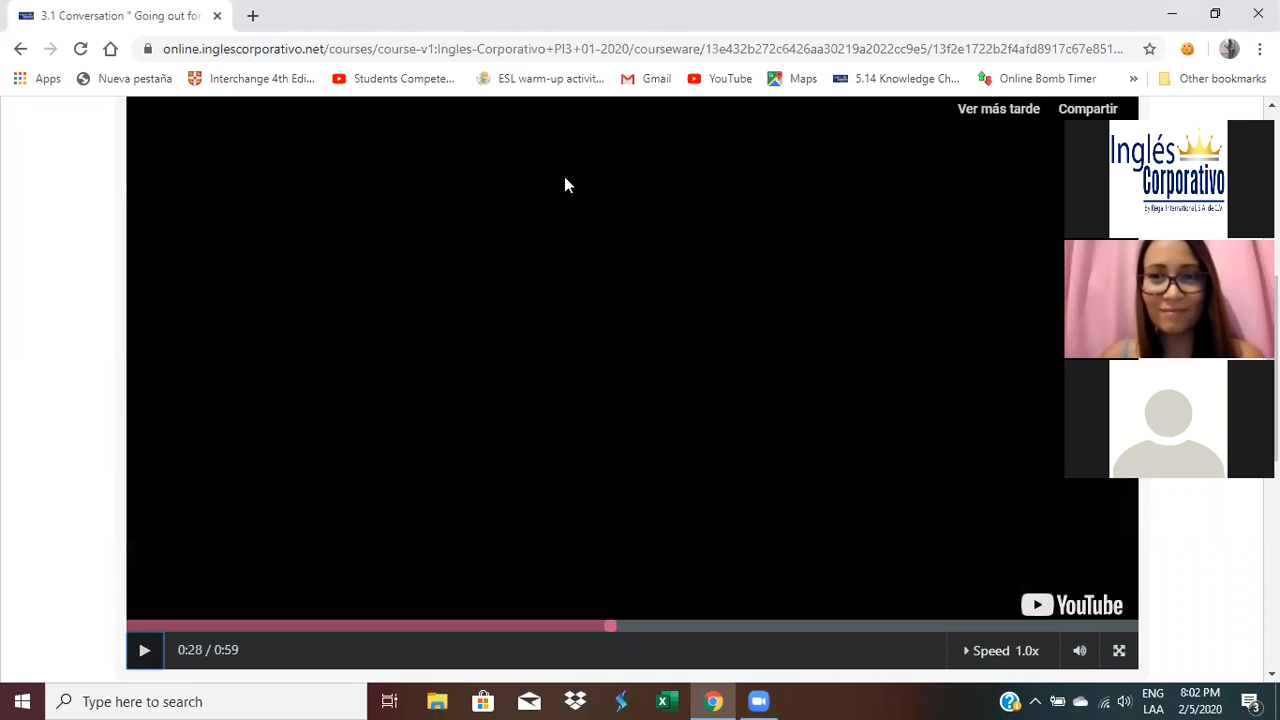 3.1 Conversation " Going out for
online.inglescorporativo.net/courses/course-v1:Ingles-Corporativo+PI3+01-2020/courseware/13e432b272c6426aa30219a2022cc9e5/13f2e1722b2f4afd8917c67e851...
Apps Nueva pestaña Interchange 4th Edi... Students Compete... ESL warm-up activit... Gmail YouTube Maps 5.14 Knowledge Ch... Online Bomb Timer » Other bookmarks
Ver más tarde Compartir
Inglés
Corporativo
YouTube
0:28 / 0:59 Speed 1.0x
Type here to search
ENG 8:02 PM
LAA 2/5/2020 3